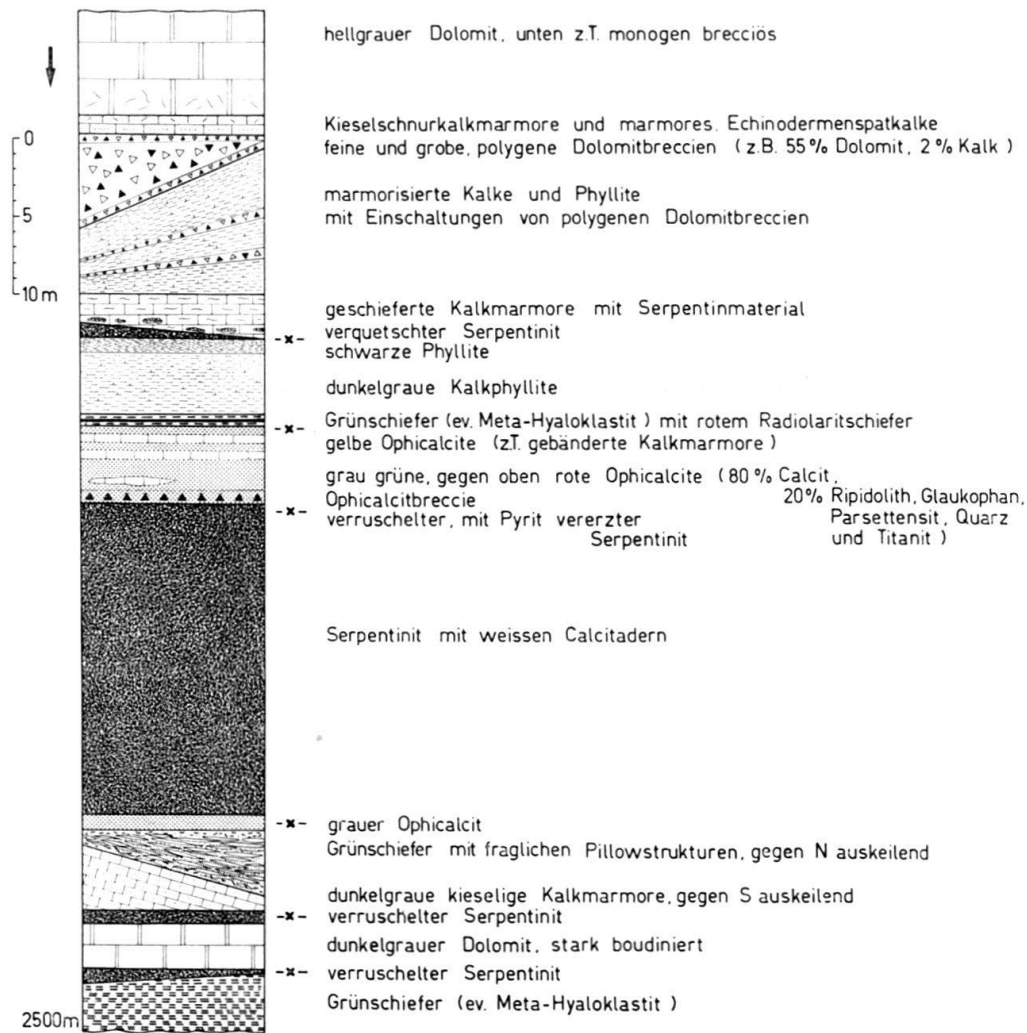 hellgrauer Dolomit, unten z.T. monogen brecciös
0
Kieselschnurkalkmarmore und marmores. Echinodermenspatkalke
feine und grobe, polygene Dolomitbreccien (z.B. 55% Dolomit, 2% Kalk)
marmorisierte Kalke und Phyllite
5
mit Einschaltungen von polygenen Dolomitbreccien
10m
geschieferte Kalkmarmore mit Serpentinmaterial
verquetschter Serpentinit
-x-
schwarze Phyllite
dunkelgraue Kalkphyllite
Grünschiefer (ev. Meta-Hyaloklastit) mit rotem Radiolaritschiefer
-x-
gelbe Ophicalcite (z.T. gebänderte Kalkmarmore)
grau grüne, gegen oben rote Ophicalcite (80% Calcit,
Ophicalcitbreccie 20% Ripidolith, Glaukophan,
-x- verruschelter, mit Pyrit vererzter Parsettensit, Quarz
Serpentinit und Titanit)
Serpentinit mit weissen Calcitadern
-x- grauer Ophicalcit
Grünschiefer mit fraglichen Pillowstrukturen, gegen N auskeilend
dunkelgraue kieselige Kalkmarmore, gegen S auskeilend
-x- verruschelter Serpentinit
dunkelgrauer Dolomit, stark boudiniert
-x- verruschelter Serpentinit
Grünschiefer (ev. Meta-Hyaloklastit)
2500m